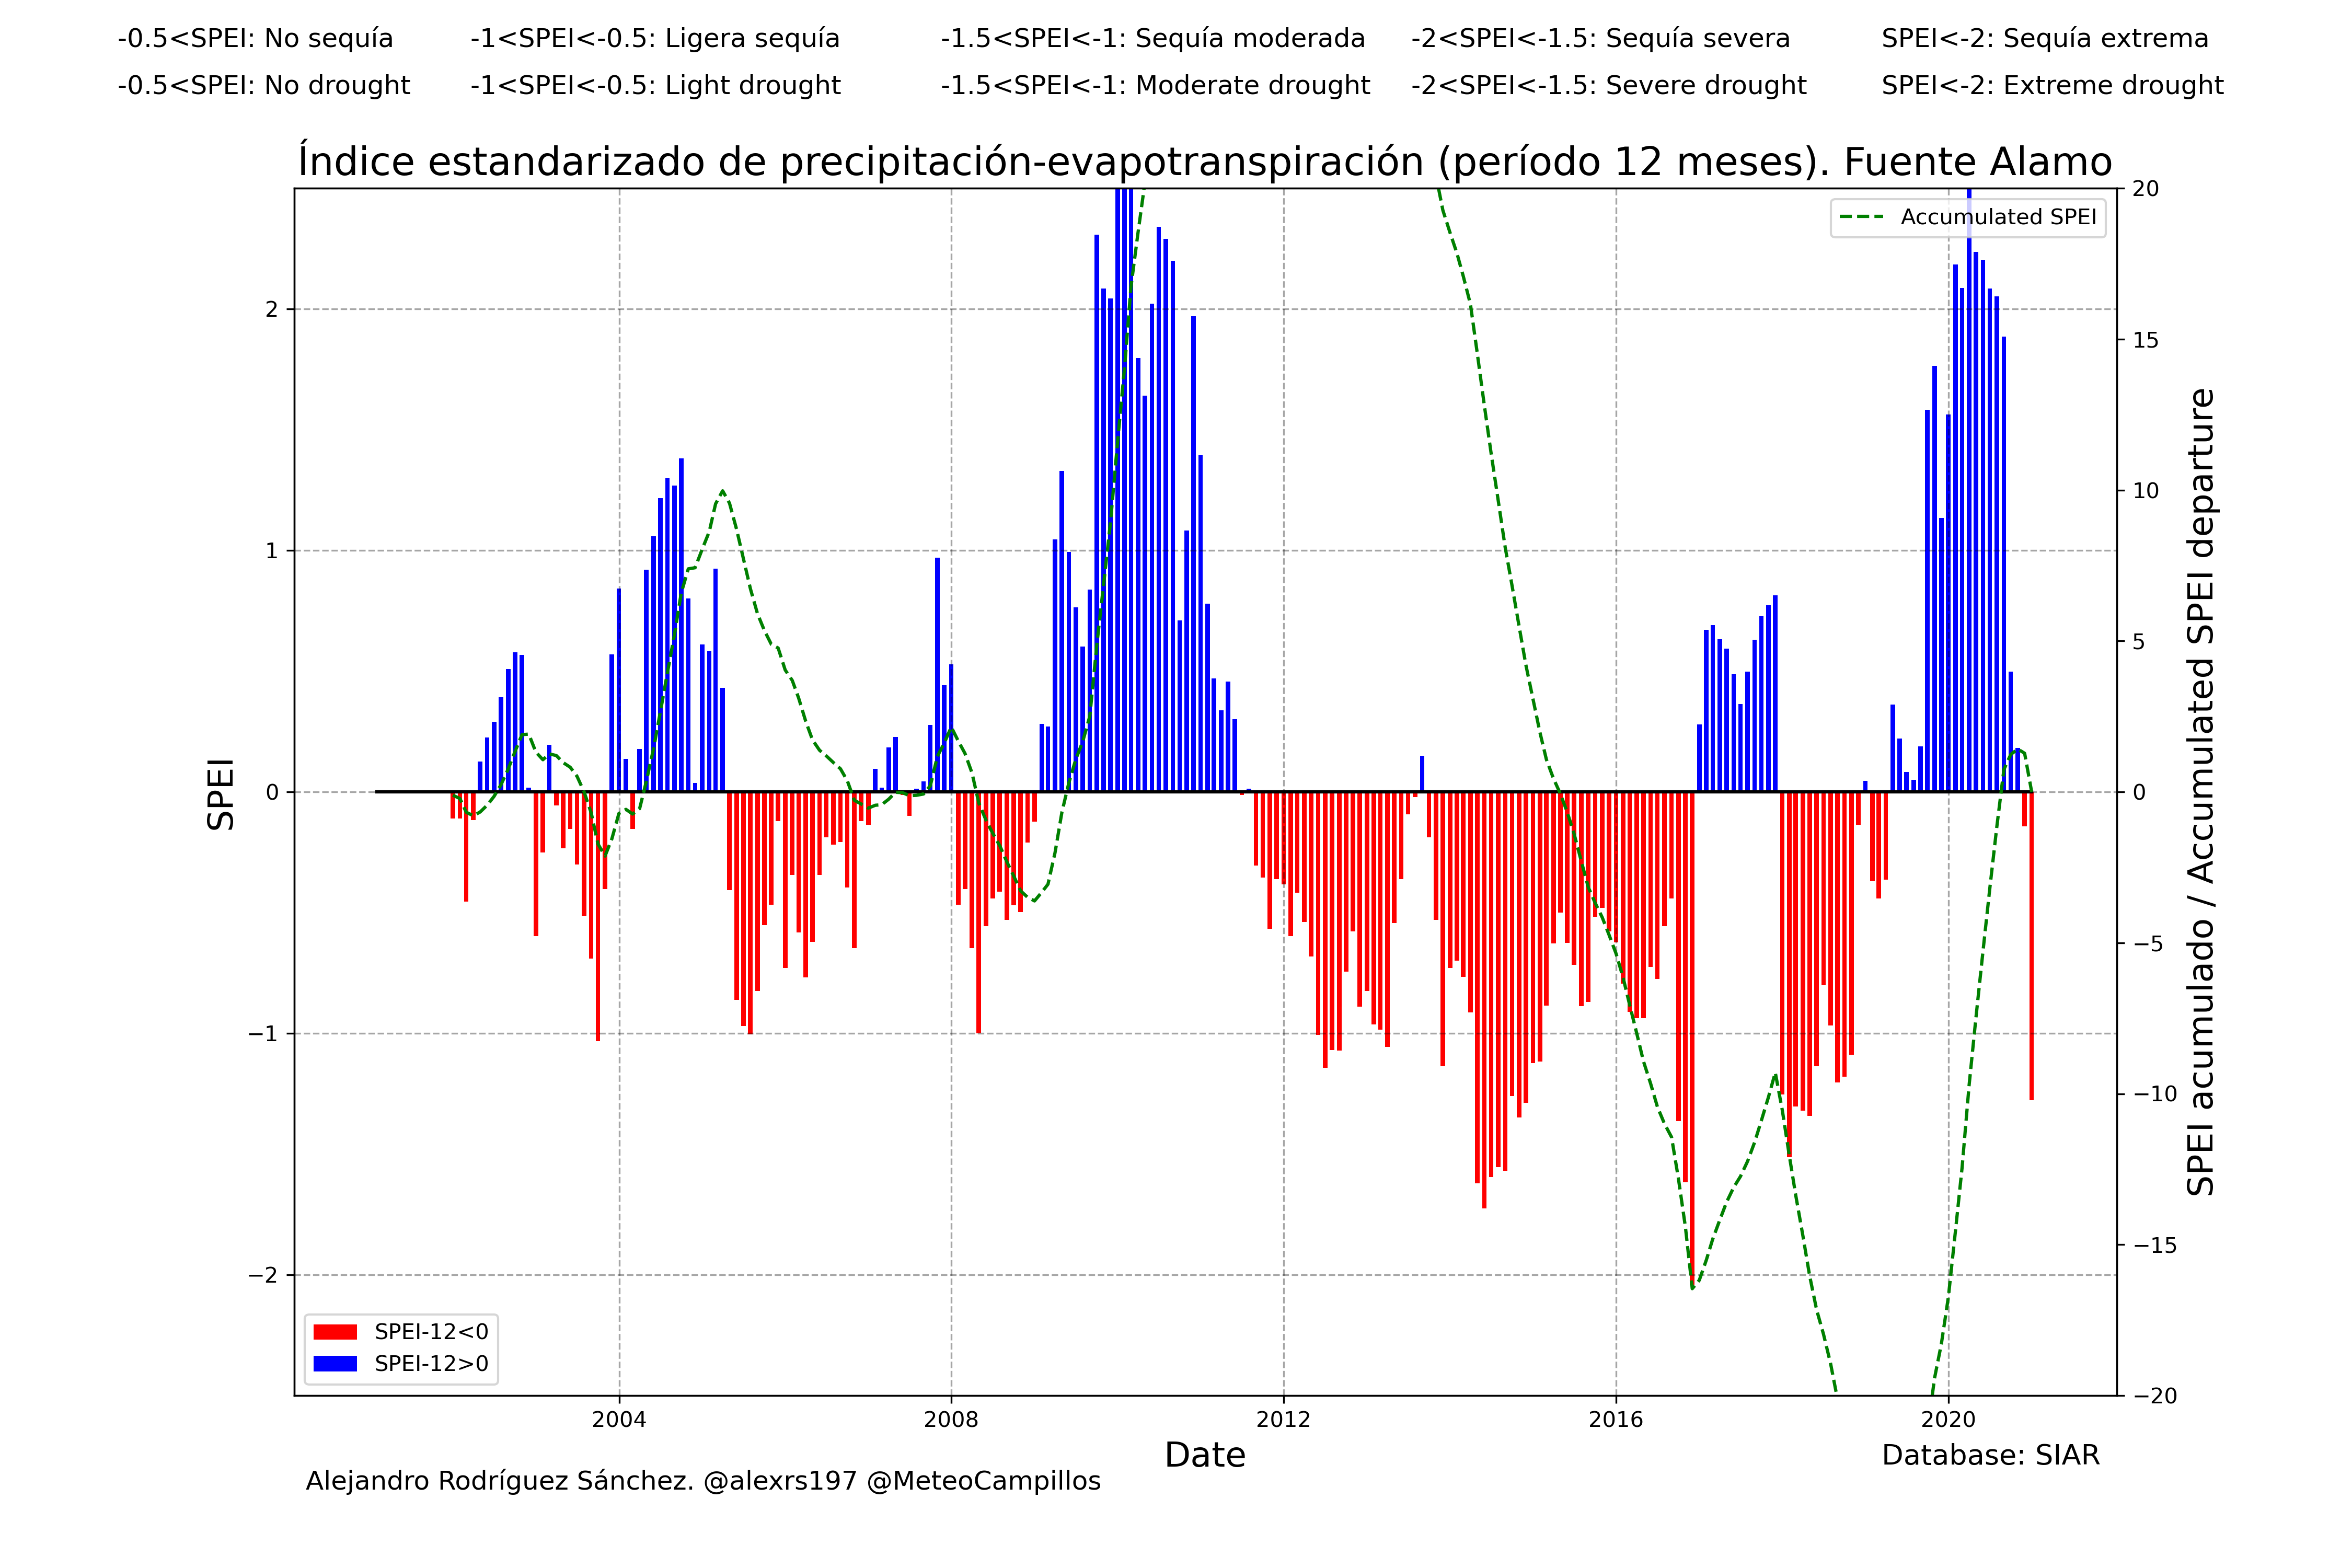 -0.5<SPEI: No sequía -1<SPEI<-0.5: Ligera sequía -1.5<SPEI<-1: Sequía moderada -2<SPEI<-1.5: Sequía severa SPEI<-2: Sequía extrema
-0.5<SPEI: No drought -1<SPEI<-0.5: Light drought -1.5<SPEI<-1: Moderate drought -2<SPEI<-1.5: Severe drought SPEI<-2: Extreme drought
Índice estandarizado de precipitación-evapotranspiración (período 12 meses). Fuente Alamo
SPEI
2
1
0
−1
−2
Accumulated SPEI
20
15
10
5
0
−5
−10
−15
−20
SPEI acumulado / Accumulated SPEI departure
SPEI-12<0
SPEI-12>0
2004 2008 2012 2016 2020
Date
Database: SIAR
Alejandro Rodríguez Sánchez. @alexrs197 @MeteoCampillos